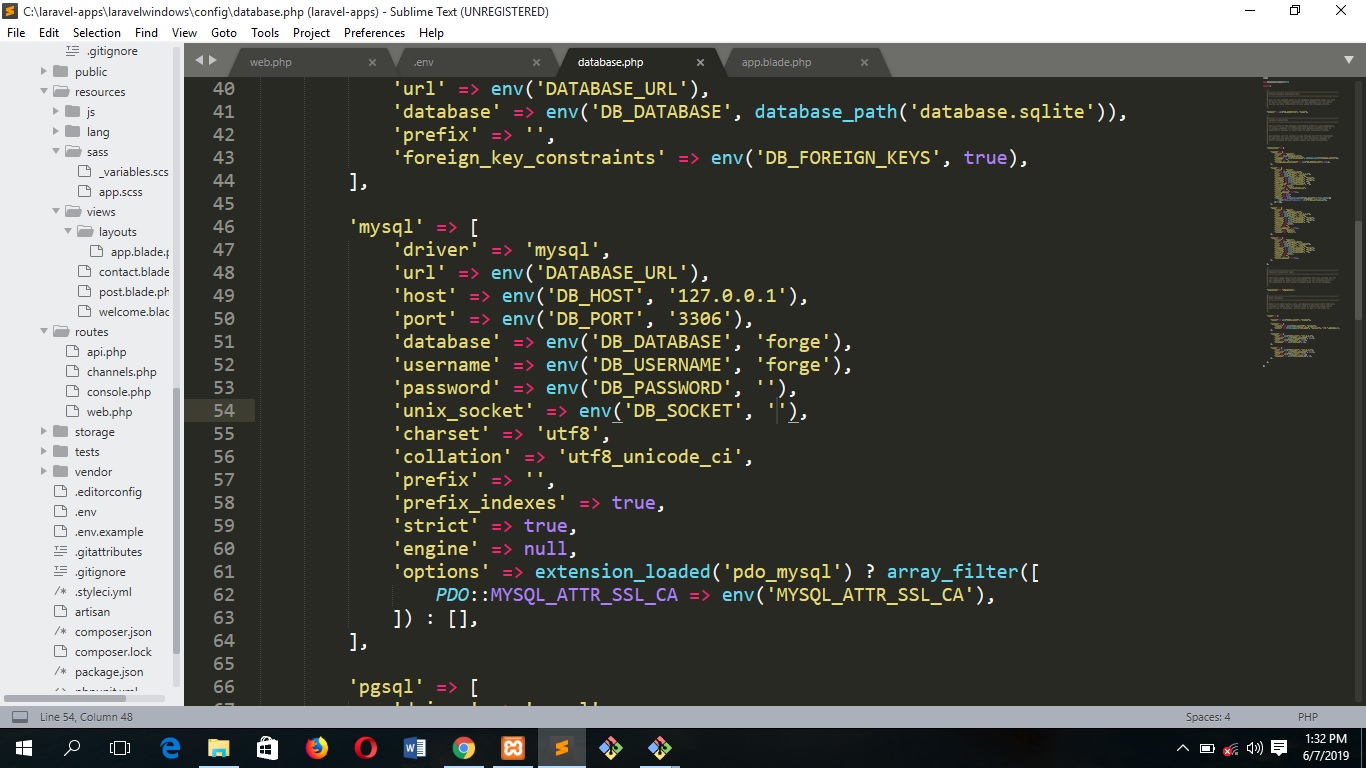 C:\laravel-apps\laravelwindows\config\database.php (laravel-apps) - Sublime Text (UNREGISTERED)
File Edit Selection Find View Goto Tools Project Preferences Help
.gitignore
public
resources
js
lang
sass
_variables.scs
app.scss
views
layouts
app.blade.p
contact.blade
post.blade.ph
welcome.blac
routes
api.php
channels.php
console.php
web.php
storage
tests
vendor
.editorconfig
.env
.env.example
.gitattributes
.gitignore
.styleci.yml
artisan
composer.json
composer.lock
package.json
web.php .env database.php app.blade.php
40 'url' => env('DATABASE_URL'),
41 'database' => env('DB_DATABASE', database_path('database.sqlite')),
42 'prefix' => '',
43 'foreign_key_constraints' => env('DB_FOREIGN_KEYS', true),
44 ],
45
46 'mysql' => [
47 'driver' => 'mysql',
48 'url' => env('DATABASE_URL'),
49 'host' => env('DB_HOST', '127.0.0.1'),
50 'port' => env('DB_PORT', '3306'),
51 'database' => env('DB_DATABASE', 'forge'),
52 'username' => env('DB_USERNAME', 'forge'),
53 'password' => env('DB_PASSWORD', ''),
54 'unix_socket' => env('DB_SOCKET', ''),
55 'charset' => 'utf8',
56 'collation' => 'utf8_unicode_ci',
57 'prefix' => '',
58 'prefix_indexes' => true,
59 'strict' => true,
60 'engine' => null,
61 'options' => extension_loaded('pdo_mysql') ? array_filter([
62 PDO::MYSQL_ATTR_SSL_CA => env('MYSQL_ATTR_SSL_CA'),
63 ]) : [],
64 ],
65
66 'pgsql' => [
Line 54, Column 48 Spaces: 4 PHP
1:32 PM
6/7/2019